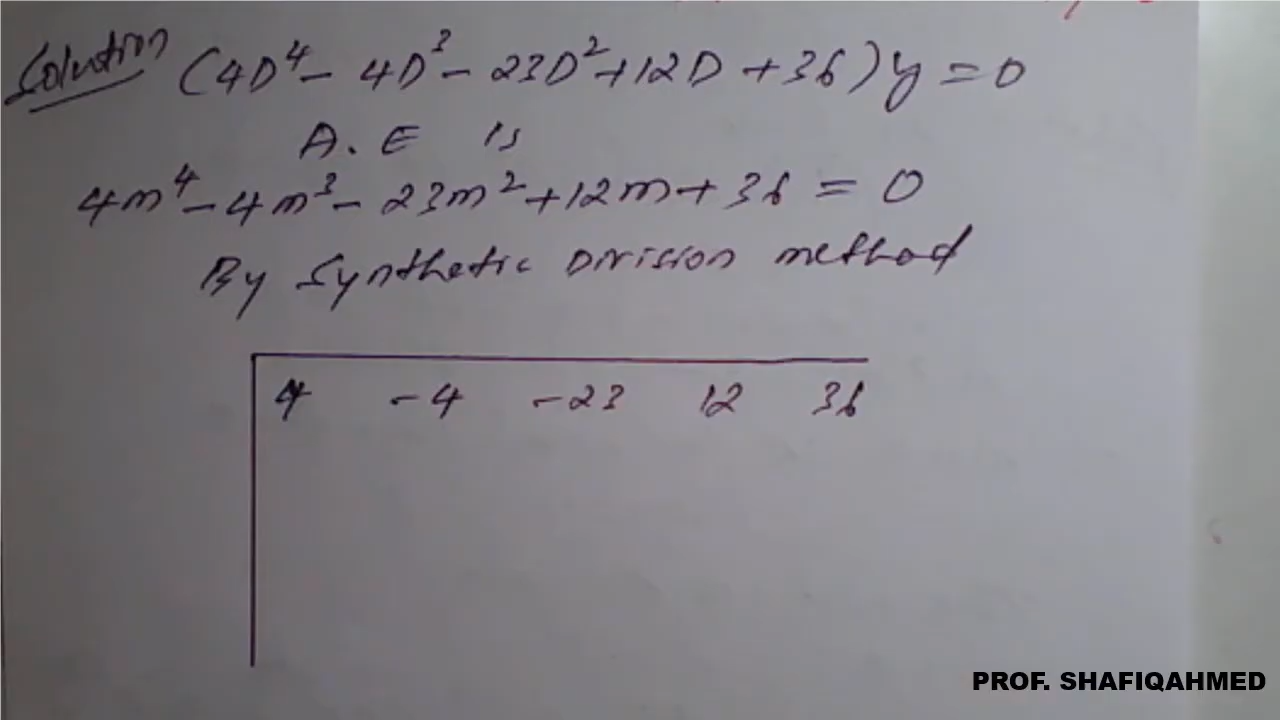 Solution (4D⁴ - 4D³ - 23D² + 12D + 36)y = 0
A.E is
4m⁴ - 4m³ - 23m² + 12m + 36 = 0
By Synthetic Division method
4 -4 -23 12 36
PROF. SHAFIQAHMED